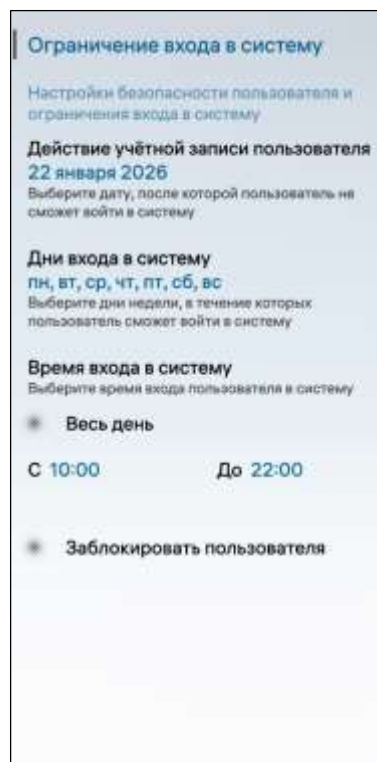 Ограничение входа в систему
Настройки безопасности пользователя и
ограничения входа в систему
Действие учётной записи пользователя
22 января 2026
Выберите дату, после которой пользователь не
сможет войти в систему
Дни входа в систему
пн, вт, ср, чт, пт, сб, вс
Выберите дни недели, в течение которых
пользователь сможет войти в систему
Время входа в систему
Выберите время входа пользователя в систему
Весь день
С 10:00 До 22:00
Заблокировать пользователя